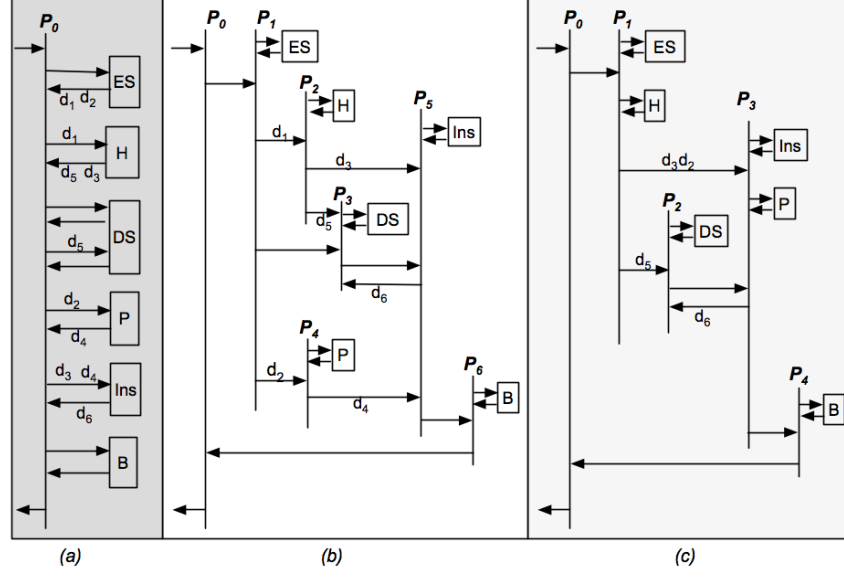 P0
ES
d1 d2
d1
H
d5 d3
DS
d5
d2
P
d4
d3 d4
Ins
d6
B
(a)
P0
P1
ES
P2
P5
H
Ins
d1
d3
P3
d5
DS
d6
P4
P
d2
d4
P6
B
(b)
P0
P1
ES
P3
H
Ins
d3d2
P
P2
DS
d5
d6
P4
B
(c)